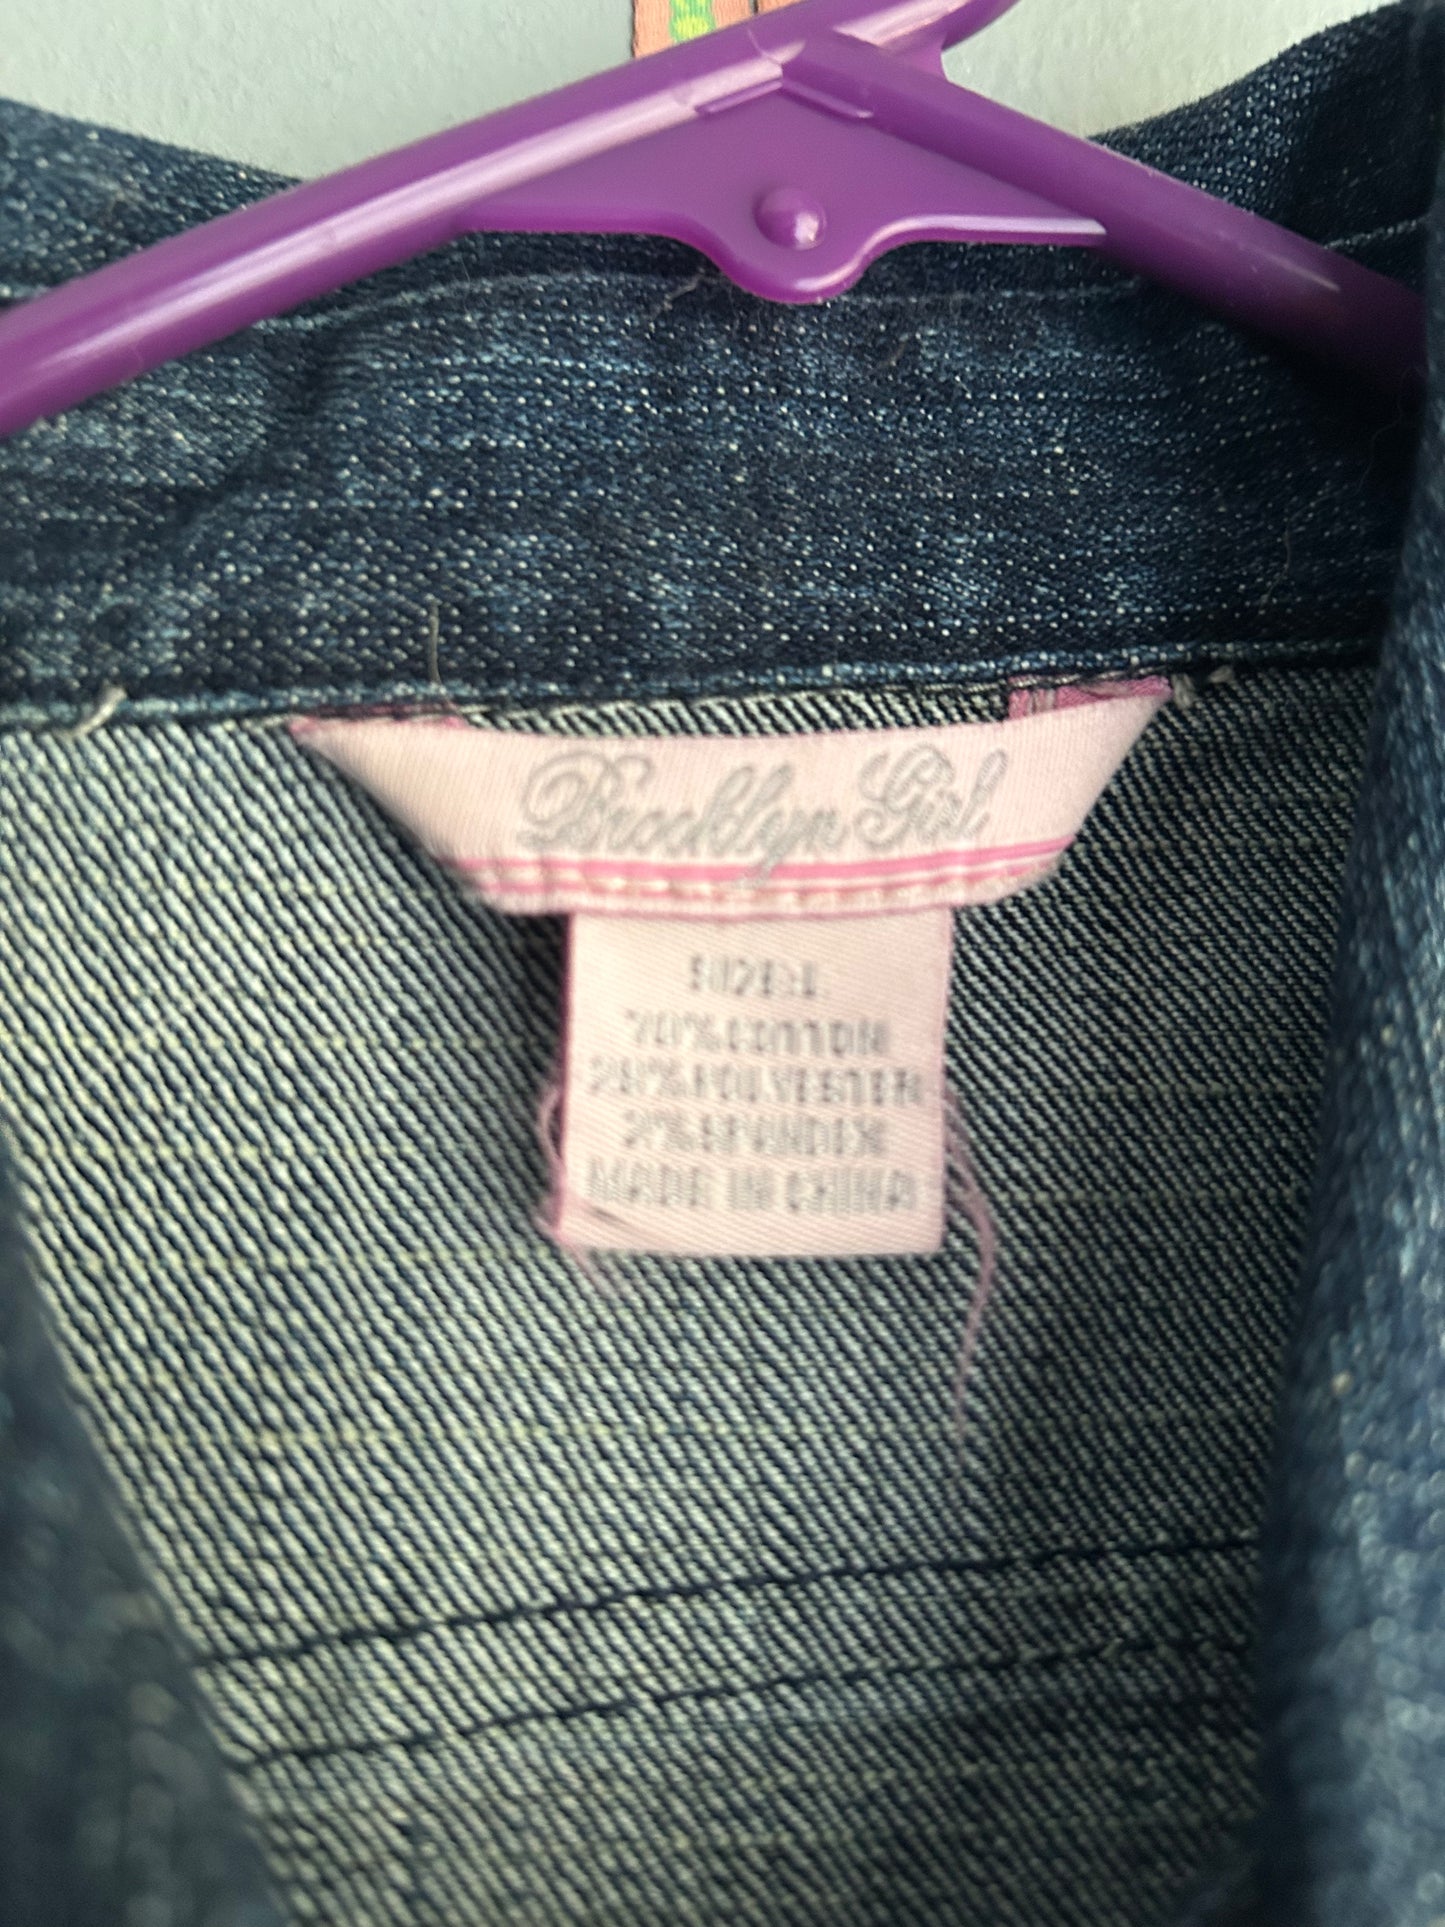 Brooklyn Girl
SIZE: L
70% COTTON
28% POLYESTER
2% SPANDEX
MADE IN CHINA